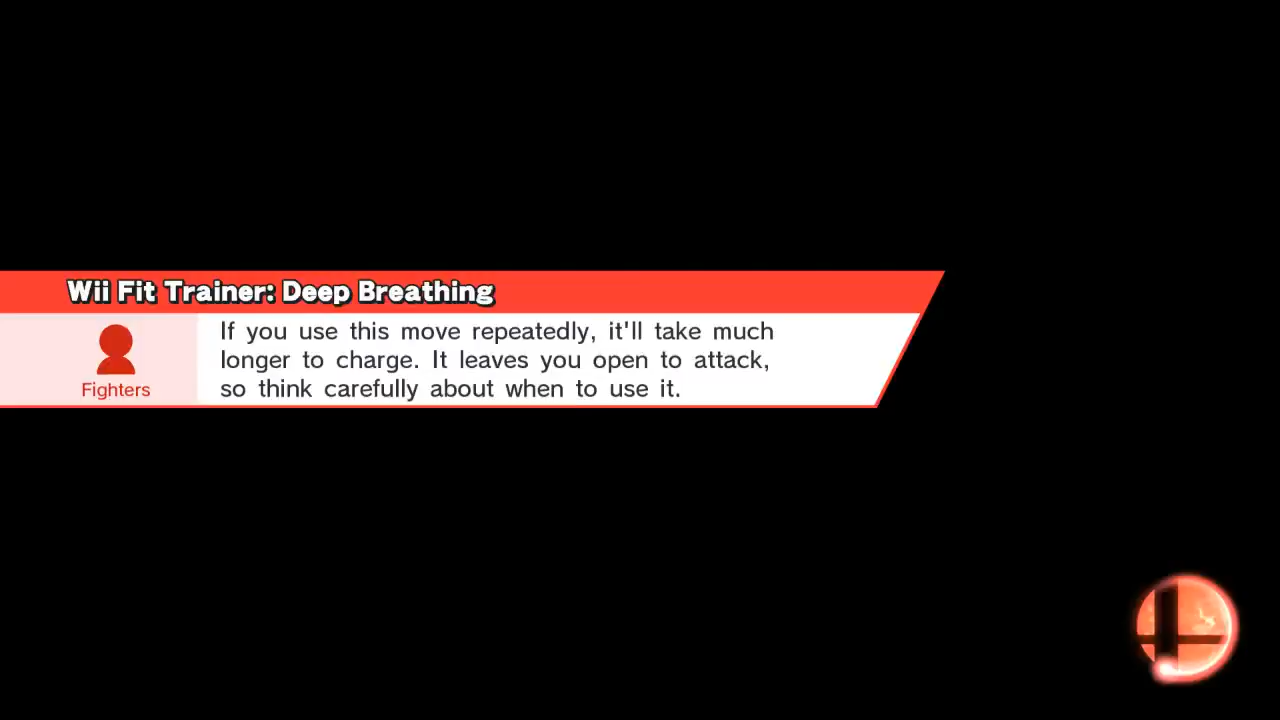 Wii Fit Trainer: Deep Breathing
If you use this move repeatedly, it'll take much
longer to charge. It leaves you open to attack,
so think carefully about when to use it.
Fighters